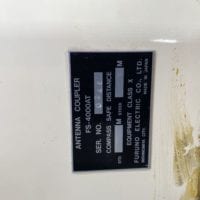 ANTENNA COUPLER
FS-4000AT
SER. NO.
COMPASS SAFE DISTANCE
STD M STEER M
EQUIPMENT CLASS X
FURUNO ELECTRIC CO., LTD.
NISHINOMIYA CITY MADE IN JAPAN